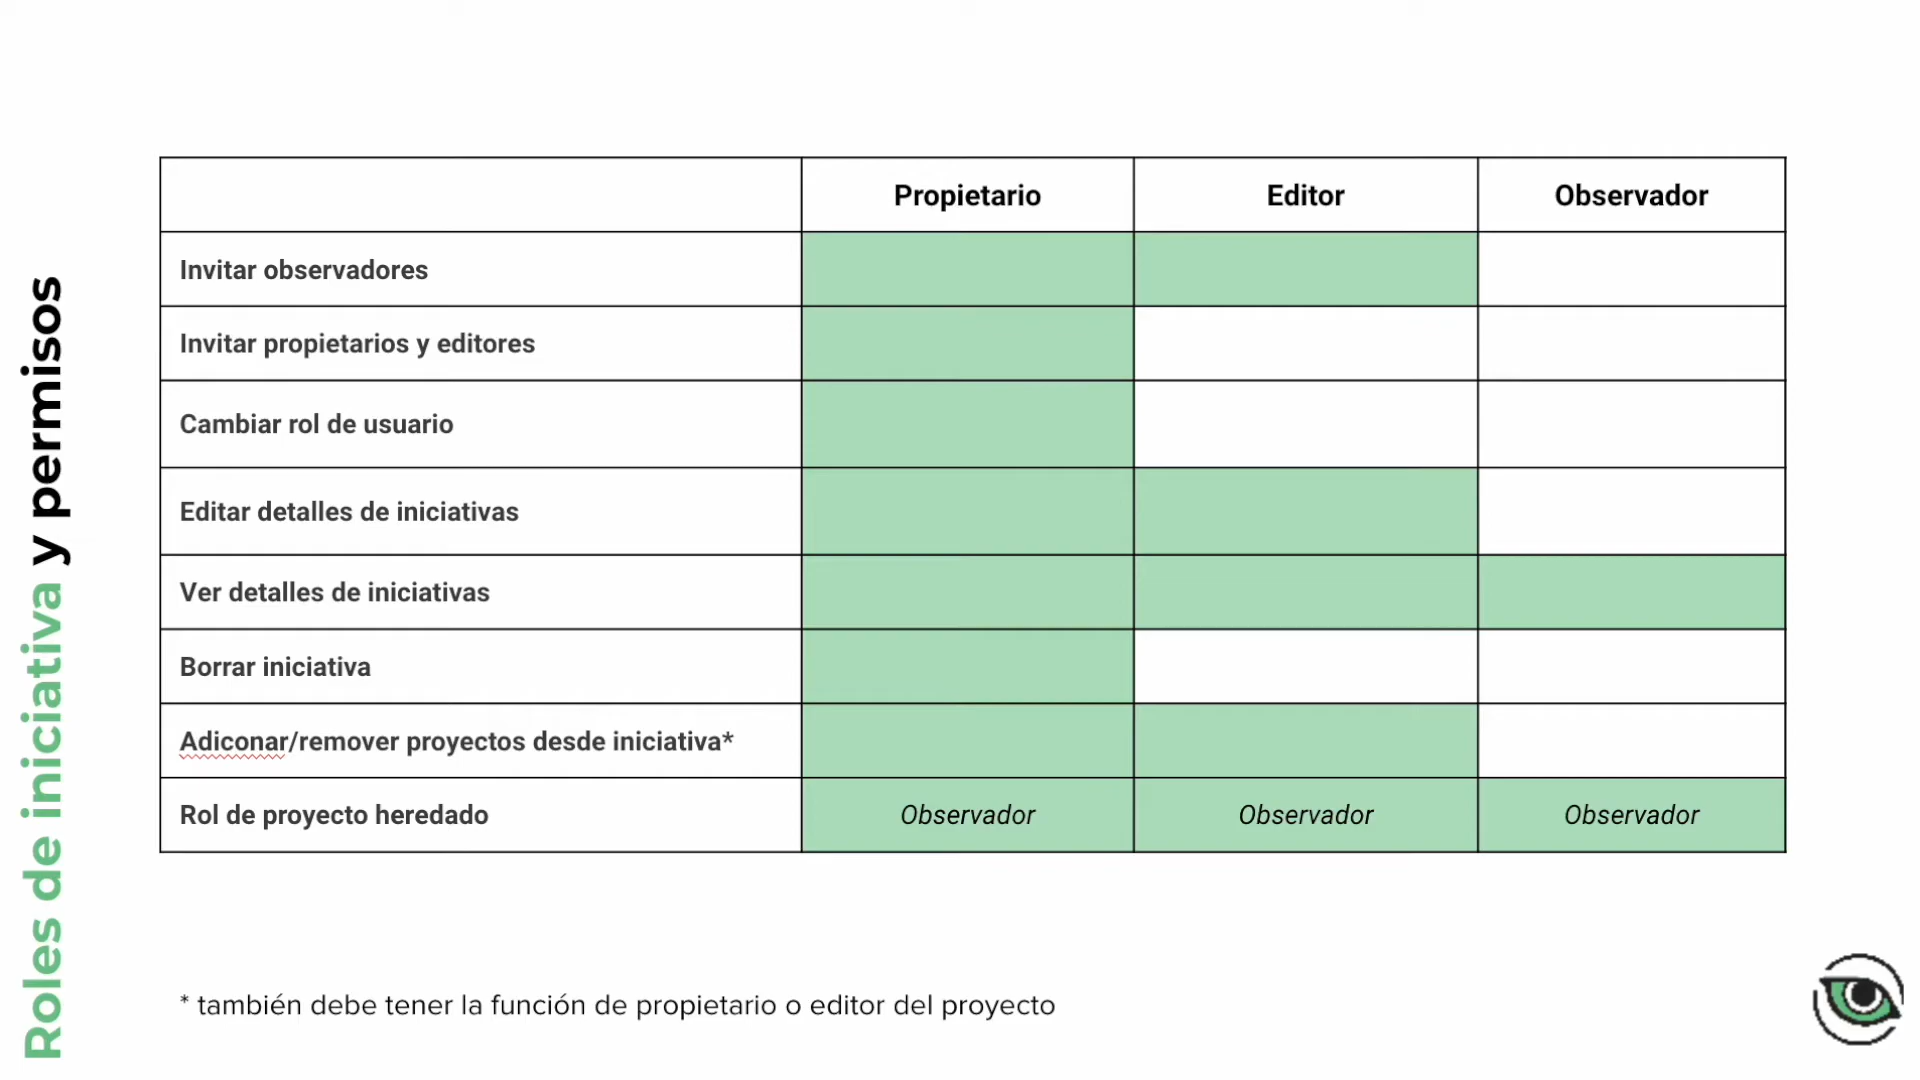 Roles de iniciativa y permisos
Propietario Editor Observador
Invitar observadores
Invitar propietarios y editores
Cambiar rol de usuario
Editar detalles de iniciativas
Ver detalles de iniciativas
Borrar iniciativa
Adiconar/remover proyectos desde iniciativa*
Rol de proyecto heredado Observador Observador Observador
* también debe tener la función de propietario o editor del proyecto